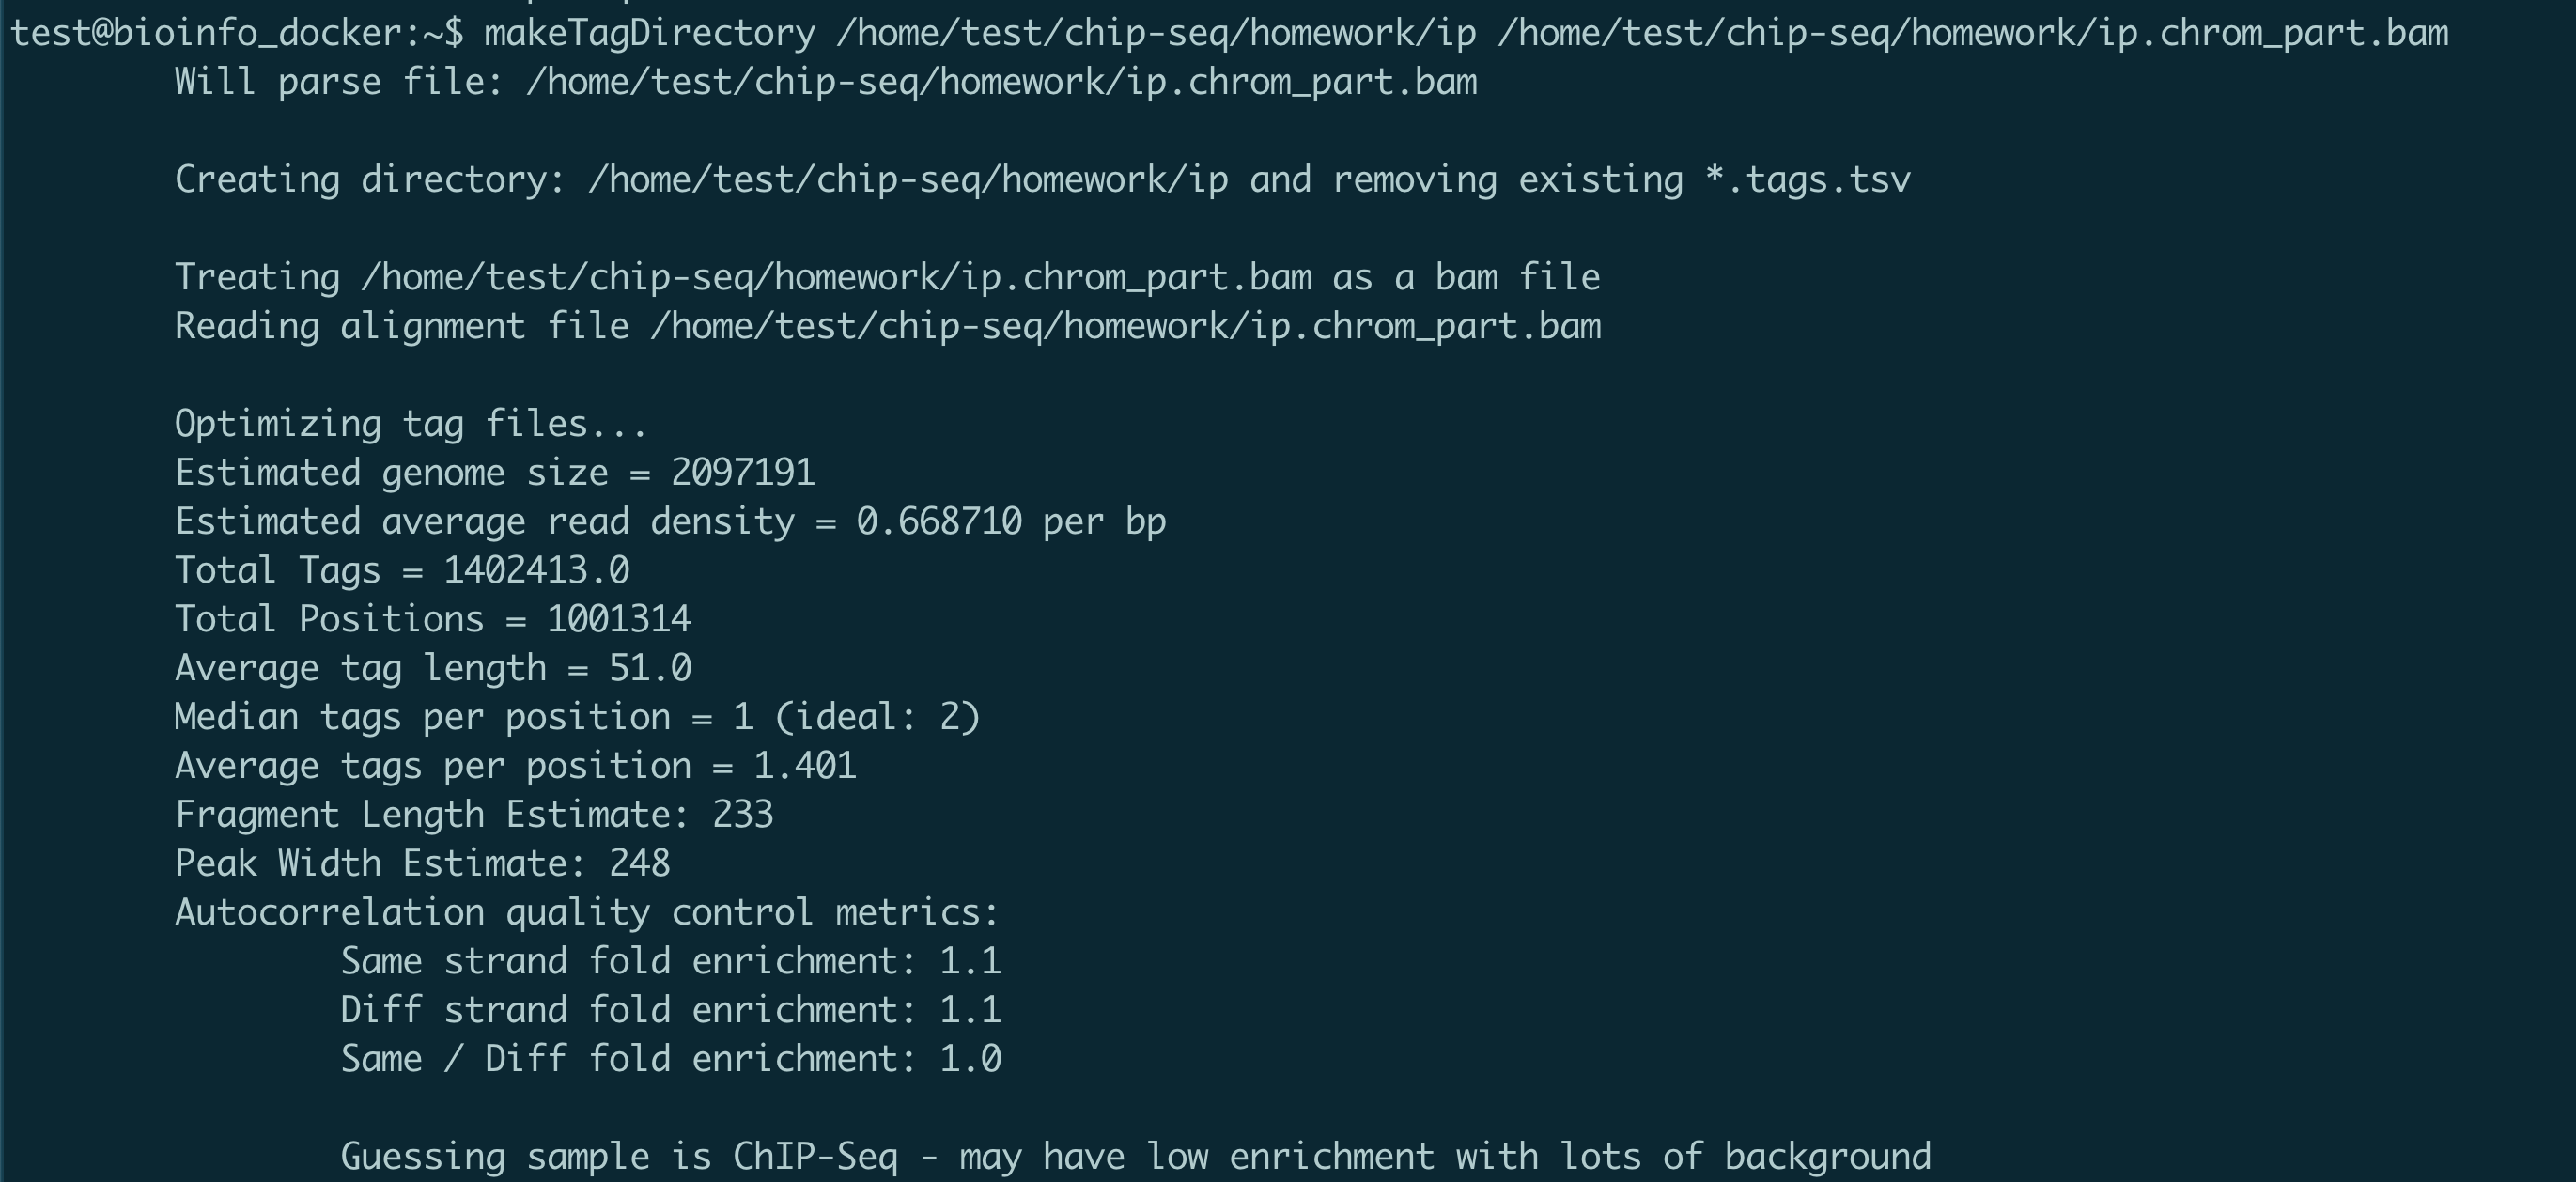 test@bioinfo_docker:~$ makeTagDirectory /home/test/chip-seq/homework/ip /home/test/chip-seq/homework/ip.chrom_part.bam
Will parse file: /home/test/chip-seq/homework/ip.chrom_part.bam
Creating directory: /home/test/chip-seq/homework/ip and removing existing *.tags.tsv
Treating /home/test/chip-seq/homework/ip.chrom_part.bam as a bam file
Reading alignment file /home/test/chip-seq/homework/ip.chrom_part.bam
Optimizing tag files...
Estimated genome size = 2097191
Estimated average read density = 0.668710 per bp
Total Tags = 1402413.0
Total Positions = 1001314
Average tag length = 51.0
Median tags per position = 1 (ideal: 2)
Average tags per position = 1.401
Fragment Length Estimate: 233
Peak Width Estimate: 248
Autocorrelation quality control metrics:
Same strand fold enrichment: 1.1
Diff strand fold enrichment: 1.1
Same / Diff fold enrichment: 1.0
Guessing sample is ChIP-Seq - may have low enrichment with lots of background